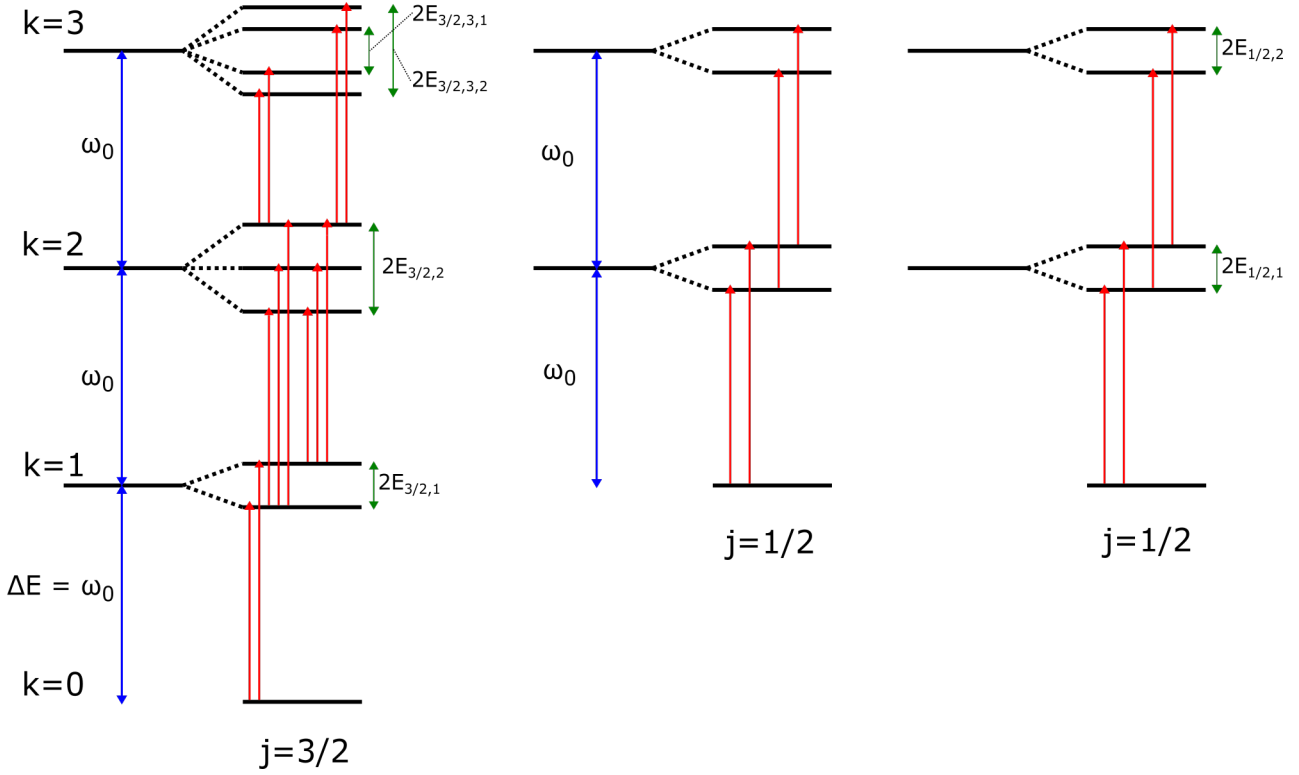 k=3
2E3/2,3,1
2E3/2,3,2
2E1/2,2
ω0
ω0
k=2
2E3/2,2
2E1/2,1
ω0
ω0
k=1
2E3/2,1
j=1/2
j=1/2
ΔE = ω0
k=0
j=3/2